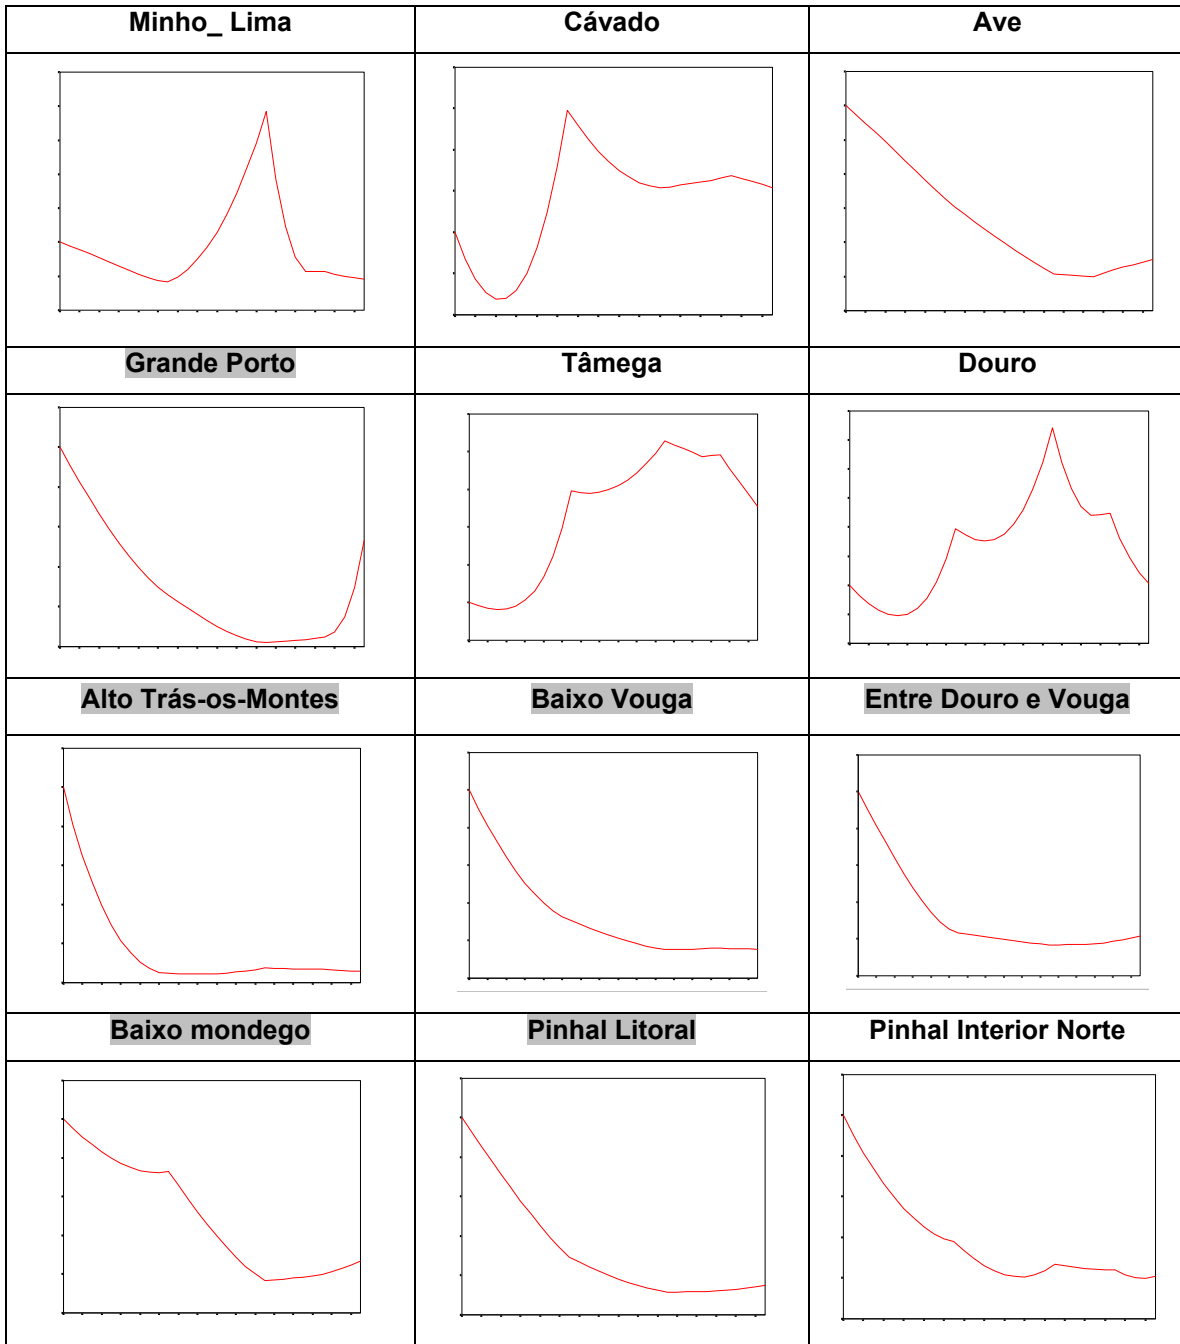 Minho_ Lima
Cávado
Ave
Grande Porto
Tâmega
Douro
Alto Trás-os-Montes
Baixo Vouga
Entre Douro e Vouga
Baixo mondego
Pinhal Litoral
Pinhal Interior Norte